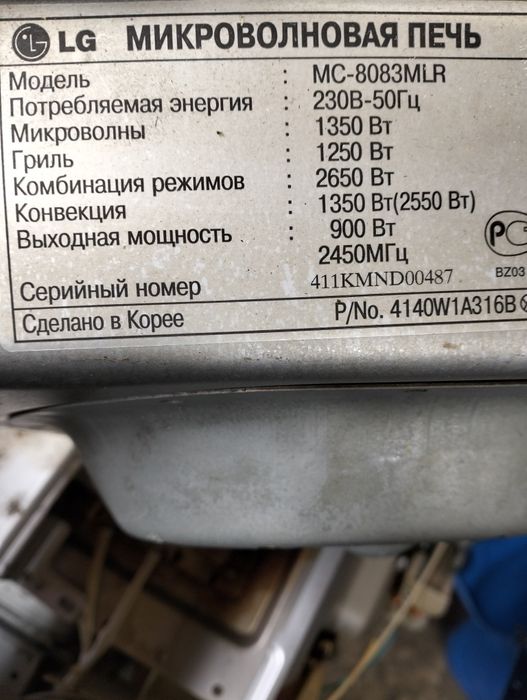 LG МИКРОВОЛНОВАЯ ПЕЧЬ
Модель : MC-8083MLR
Потребляемая энергия : 230В-50Гц
Микроволны : 1350 Вт
Гриль : 1250 Вт
Комбинация режимов : 2650 Вт
Конвекция : 1350 Вт(2550 Вт)
Выходная мощность : 900 Вт
2450МГц
BZ03
Серийный номер 411KMND00487
Сделано в Корее P/No. 4140W1A316B